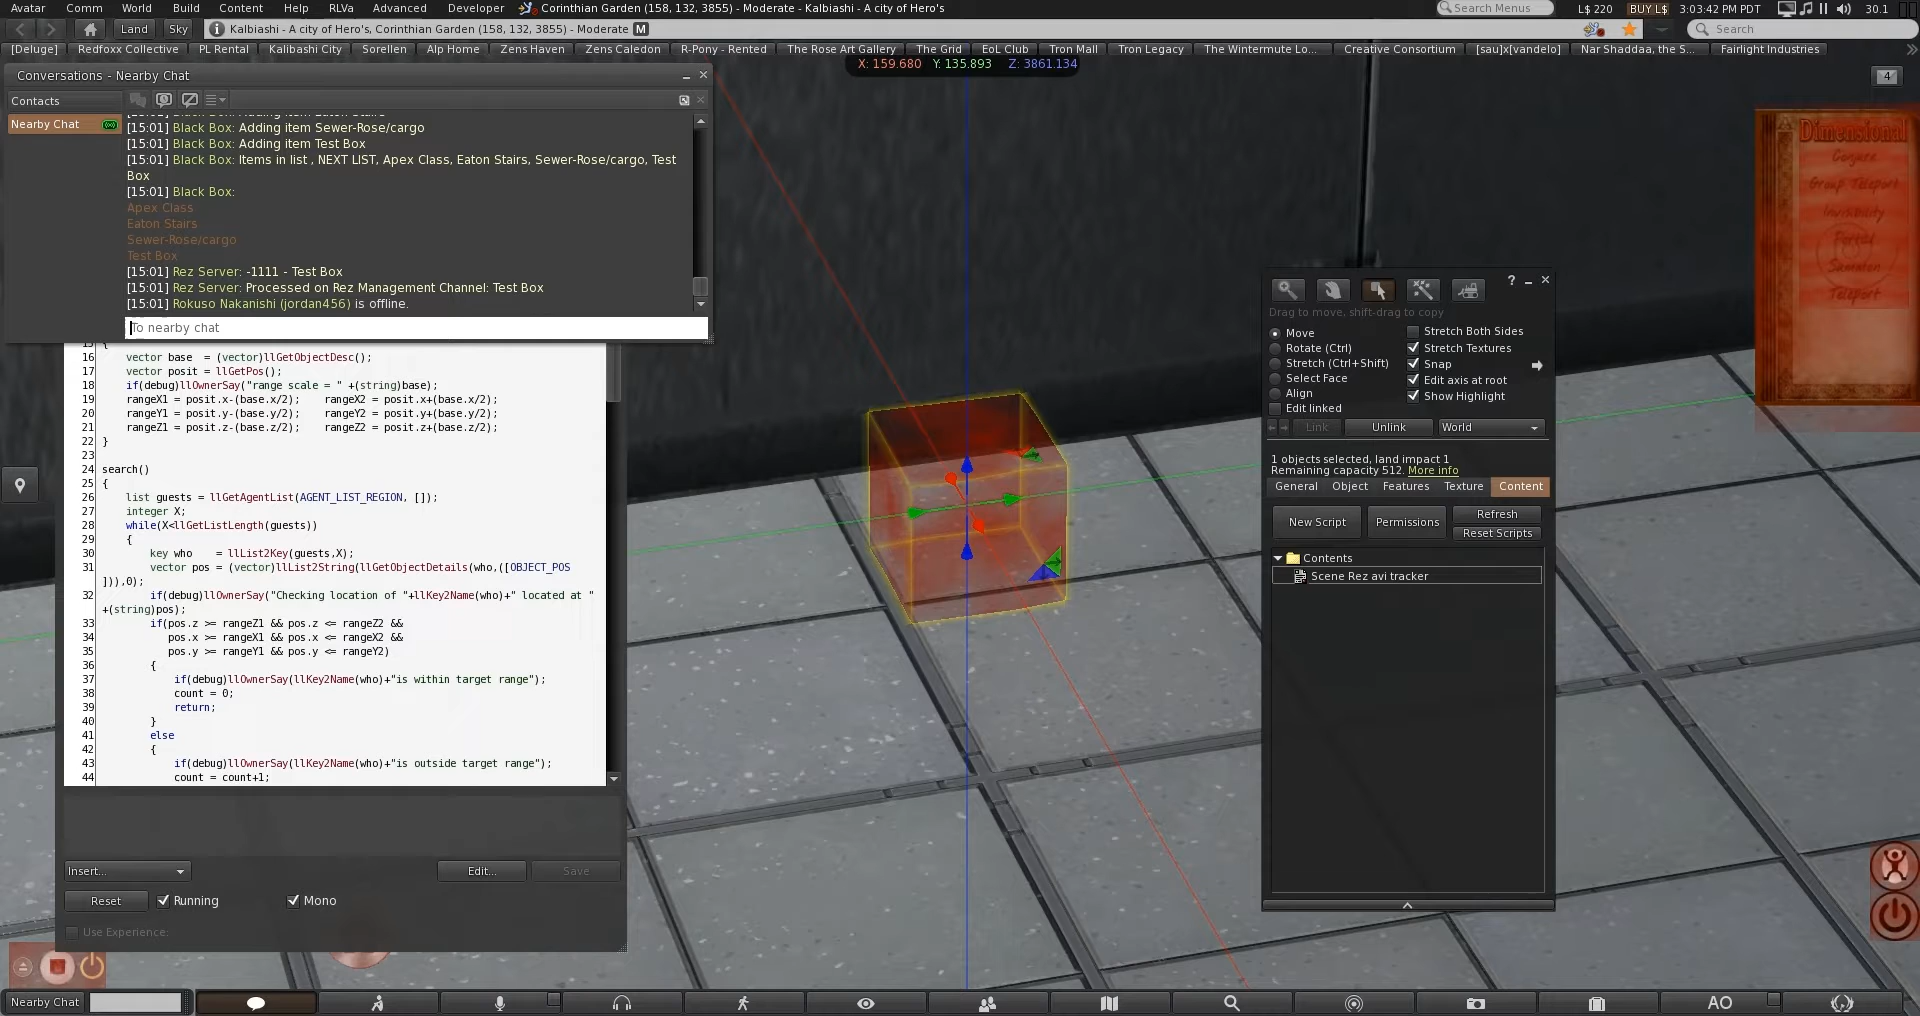 Avatar Comm World Build Content Help RLVa Advanced Developer Corinthian Garden (158, 132, 3855) - Moderate - Kalbiashi - A city of Hero's Search Menus L$ 220 BUY L$ 3:03:42 PM PDT 30.1
Land Sky Kalbiashi - A city of Hero's, Corinthian Garden (158, 132, 3855) - Moderate M Search
[Deluge] Redfoxx Collective PL Rental Kalibashi City Sorellen Alp Home Zens Haven Zens Caledon R-Pony - Rented The Rose Art Gallery The Grid EoL Club Tron Mall Tron Legacy The Wintermute Lo... Creative Consortium [sau]x[vandelo] Nar Shaddaa, the S... Fairlight Industries
X: 159.680 Y: 135.893 Z: 3861.134
4
Conversations - Nearby Chat
Contacts
Nearby Chat
[15:01] Black Box: Adding item Eaton Stairs
[15:01] Black Box: Adding item Sewer-Rose/cargo
[15:01] Black Box: Adding item Test Box
[15:01] Black Box: Items in list , NEXT LIST, Apex Class, Eaton Stairs, Sewer-Rose/cargo, Test
Box
[15:01] Black Box:
Apex Class
Eaton Stairs
Sewer-Rose/cargo
Test Box
[15:01] Rez Server: -1111 - Test Box
[15:01] Rez Server: Processed on Rez Management Channel: Test Box
[15:01] Rokuso Nakanishi (jordan456) is offline.
To nearby chat
15 {
16 vector base = (vector)llGetObjectDesc();
17 vector posit = llGetPos();
18 if(debug)llOwnerSay("range scale = " +(string)base);
19 rangeX1 = posit.x-(base.x/2); rangeX2 = posit.x+(base.x/2);
20 rangeY1 = posit.y-(base.y/2); rangeY2 = posit.y+(base.y/2);
21 rangeZ1 = posit.z-(base.z/2); rangeZ2 = posit.z+(base.z/2);
22 }
23
24 search()
25 {
26 list guests = llGetAgentList(AGENT_LIST_REGION, []);
27 integer X;
28 while(X<llGetListLength(guests))
29 {
30 key who = llList2Key(guests,X);
31 vector pos = (vector)llList2String(llGetObjectDetails(who,([OBJECT_POS
])),0);
32 if(debug)llOwnerSay("Checking location of "+llKey2Name(who)+" located at "
+(string)pos);
33 if(pos.z >= rangeZ1 && pos.z <= rangeZ2 &&
34 pos.x >= rangeX1 && pos.x <= rangeX2 &&
35 pos.y >= rangeY1 && pos.y <= rangeY2)
36 {
37 if(debug)llOwnerSay(llKey2Name(who)+"is within target range");
38 count = 0;
39 return;
40 }
41 else
42 {
43 if(debug)llOwnerSay(llKey2Name(who)+"is outside target range");
44 count = count+1;
Insert...
Edit...
Save
Reset
Running
Mono
Use Experience:
Dimensional
Conjure
Group Teleport
Invisibility
Forced
Summon
Teleport
?
Drag to move, shift-drag to copy
Move
Rotate (Ctrl)
Stretch (Ctrl+Shift)
Select Face
Align
Edit linked
Stretch Both Sides
Stretch Textures
Snap
Edit axis at root
Show Highlight
Link
Unlink
World
1 objects selected, land impact 1
Remaining capacity 512. More info
General Object Features Texture Content
New Script
Permissions
Refresh
Reset Scripts
Contents
Scene Rez avi tracker
Nearby Chat
AO